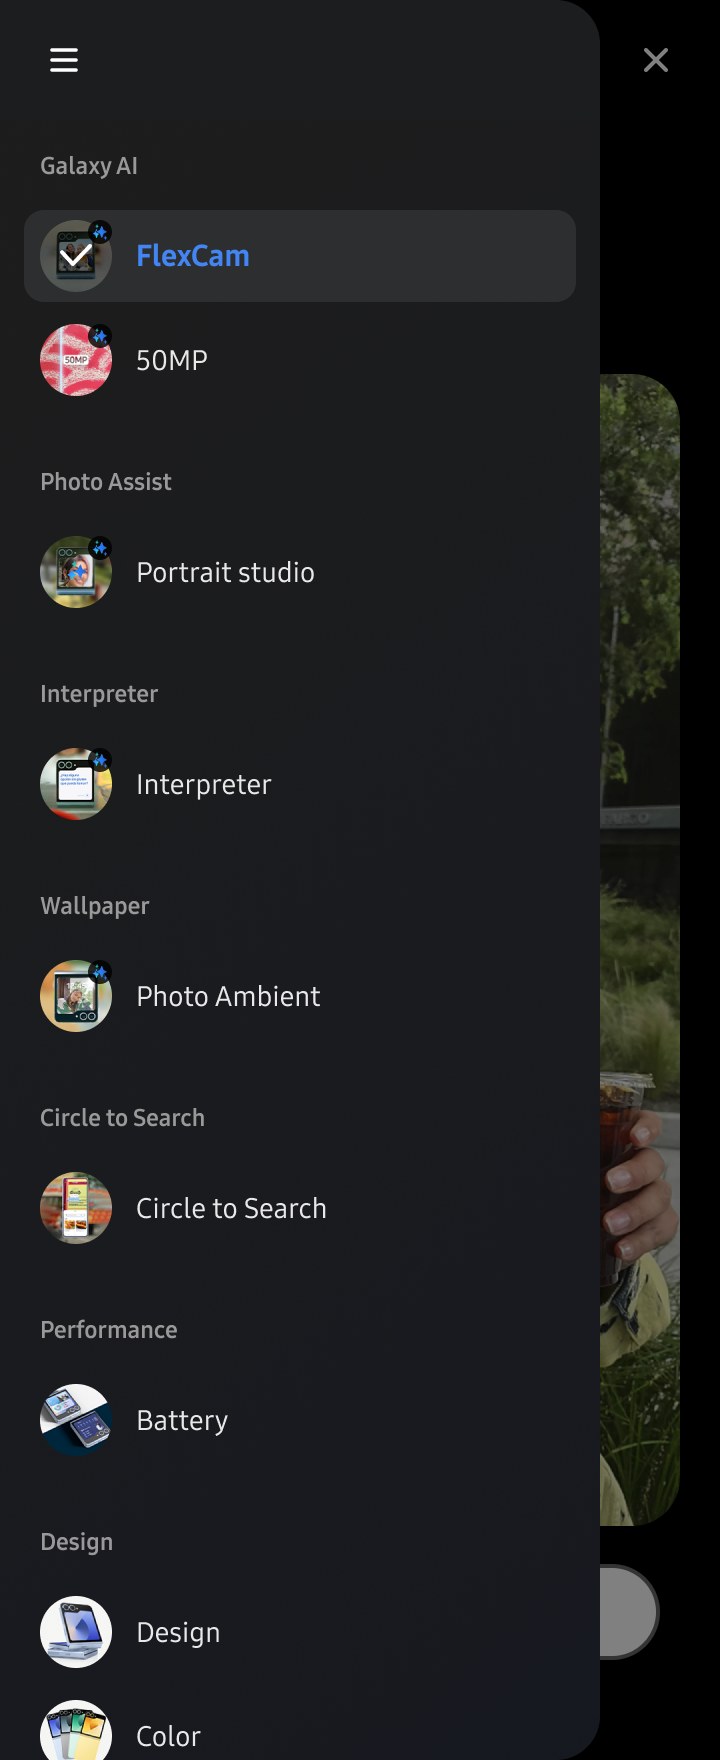 Galaxy AI
FlexCam
50MP
50MP
Photo Assist
Portrait studio
Interpreter
Interpreter
Wallpaper
Photo Ambient
Circle to Search
Circle to Search
Performance
Battery
Design
Design
Color